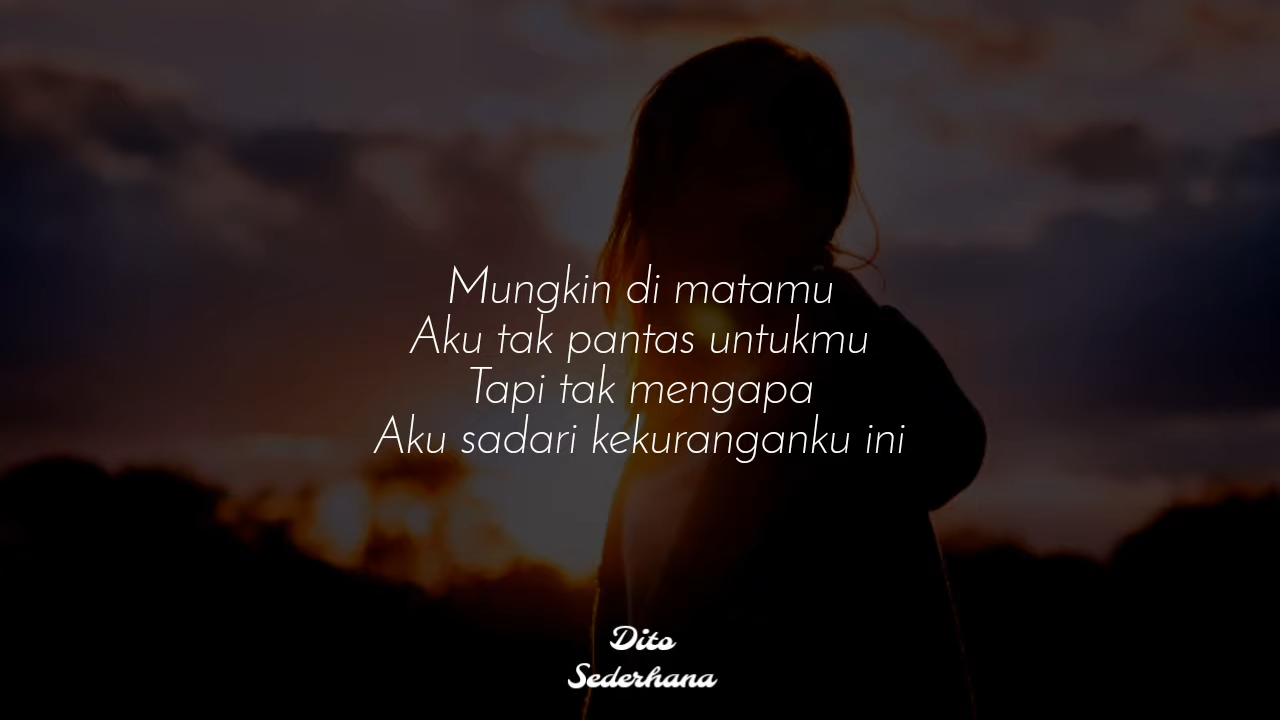 Mungkin di matamu
Aku tak pantas untukmu
Tapi tak mengapa
Aku sadari kekuranganku ini
Dito
Sederhana